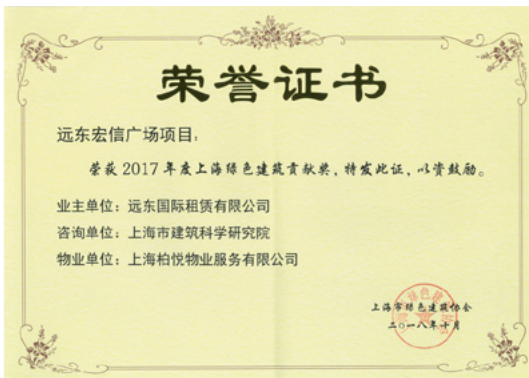 荣誉证书
远东宏信广场项目：
荣获2017年度上海绿色建筑贡献奖，特发此证，以资鼓励。
业主单位：远东国际租赁有限公司
咨询单位：上海市建筑科学研究院
物业单位：上海柏悦物业服务有限公司
上海市绿色建筑协会
二〇一八年十月